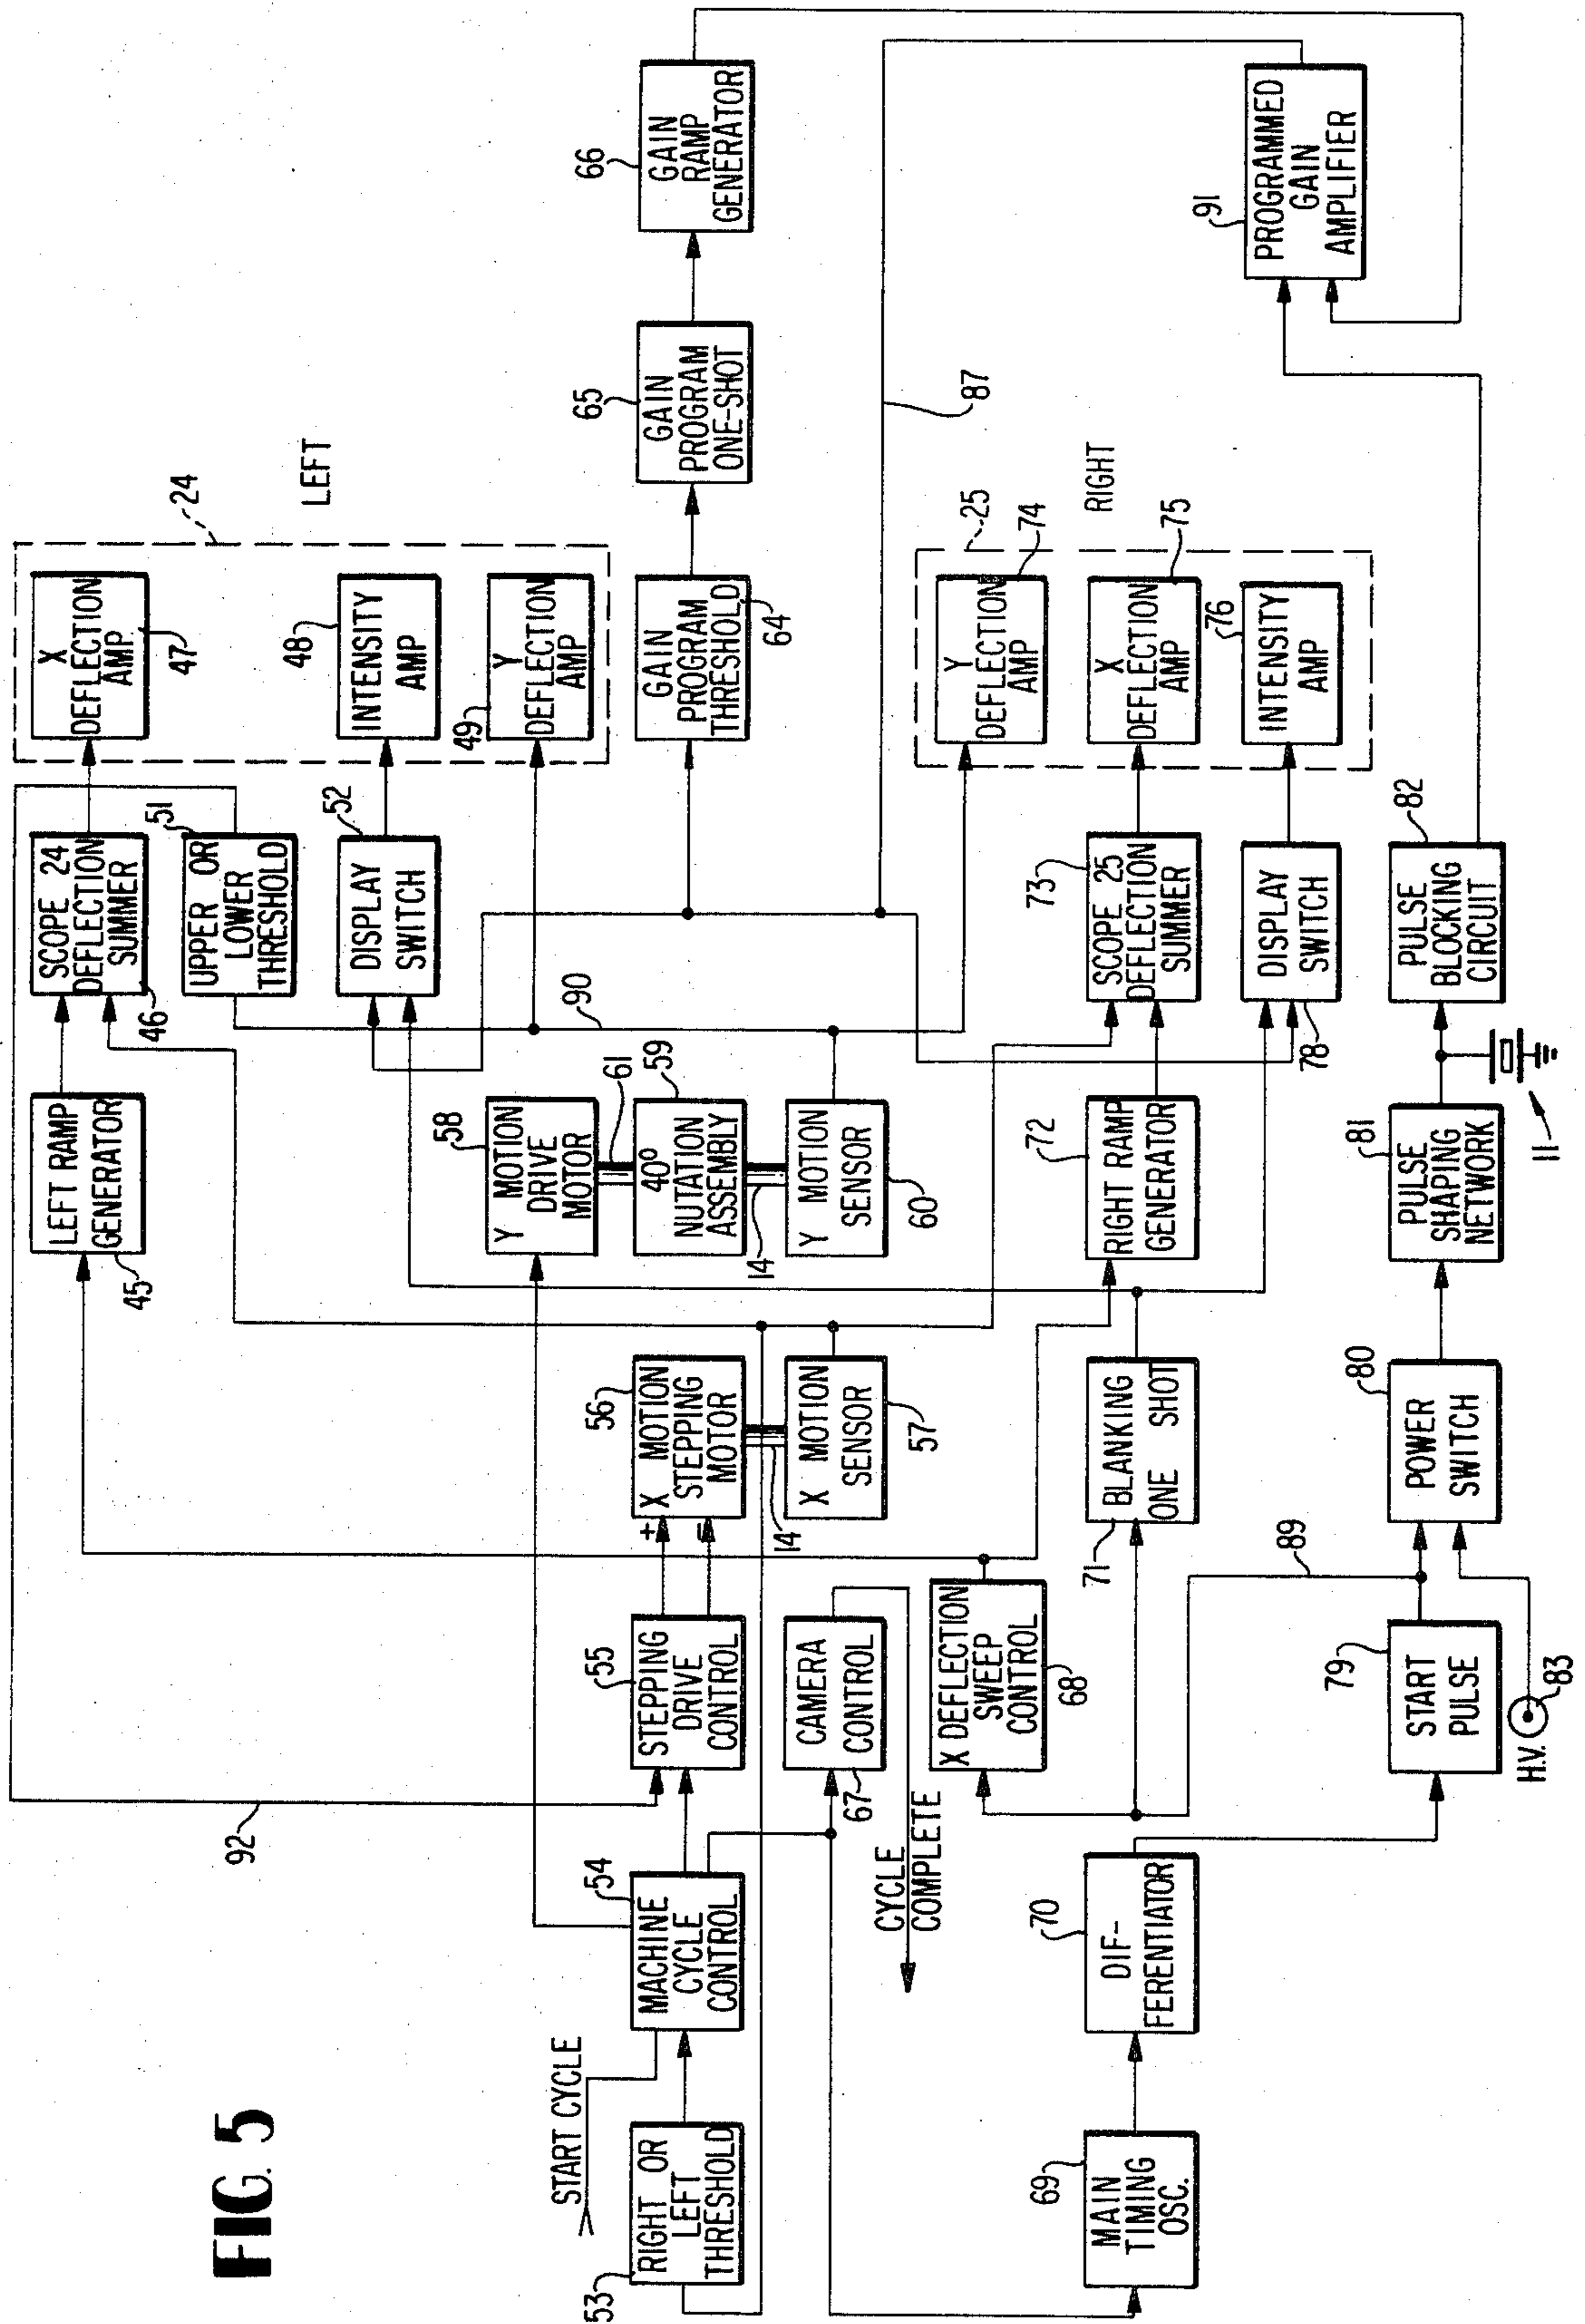 FIG. 5
X
DEFLECTION
AMP
47
24
LEFT
INTENSITY
AMP
48
Y
DEFLECTION
AMP
49
SCOPE 24
DEFLECTION
SUMMER
46
UPPER OR
LOWER
THRESHOLD
51
DISPLAY
SWITCH
52
GAIN
PROGRAM
THRESHOLD
64
GAIN
PROGRAM
ONE-SHOT
65
GAIN
RAMP
GENERATOR
66
LEFT RAMP
GENERATOR
45
Y MOTION
DRIVE
MOTOR
58
61
40°
NUTATION
ASSEMBLY
59
14
Y MOTION
SENSOR
60
90
92
START CYCLE
RIGHT OR
LEFT
THRESHOLD
53
MACHINE
CYCLE
CONTROL
54
STEPPING
DRIVE
CONTROL
55
+
-
X MOTION
STEPPING
MOTOR
56
14
X MOTION
SENSOR
57
CAMERA
CONTROL
67
CYCLE
COMPLETE
X DEFLECTION
SWEEP
CONTROL
68
87
PROGRAMMED
GAIN
AMPLIFIER
91
Y
DEFLECTION
AMP
74
25
RIGHT
X
DEFLECTION
AMP
75
INTENSITY
AMP
76
SCOPE 25
DEFLECTION
SUMMER
73
DISPLAY
SWITCH
78
RIGHT RAMP
GENERATOR
72
BLANKING
ONE SHOT
71
MAIN
TIMING
OSC.
69
DIF-
FERENTIATOR
70
89
START
PULSE
79
H.V.
83
POWER
SWITCH
80
PULSE
SHAPING
NETWORK
81
11
PULSE
BLOCKING
CIRCUIT
82